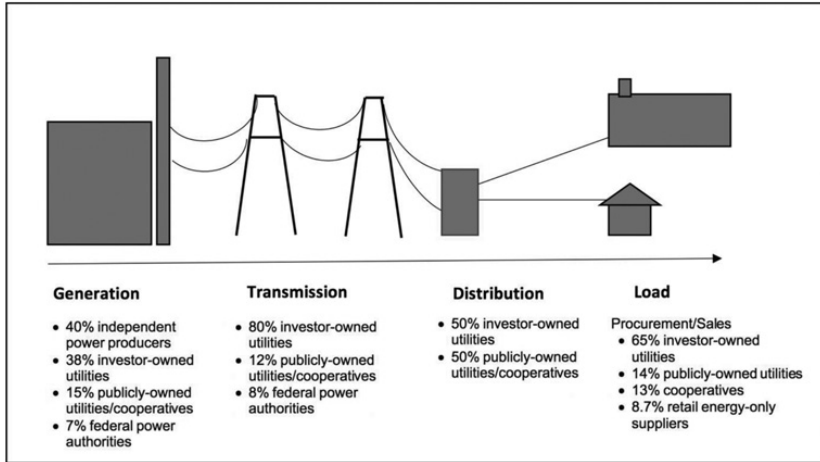 Generation
• 40% independent
power producers
• 38% investor-owned
utilities
• 15% publicly-owned
utilities/cooperatives
• 7% federal power
authorities
Transmission
• 80% investor-owned
utilities
• 12% publicly-owned
utilities/cooperatives
• 8% federal power
authorities
Distribution
• 50% investor-owned
utilities
• 50% publicly-owned
utilities/cooperatives
Load
Procurement/Sales
• 65% investor-owned
utilities
• 14% publicly-owned utilities
• 13% cooperatives
• 8.7% retail energy-only
suppliers